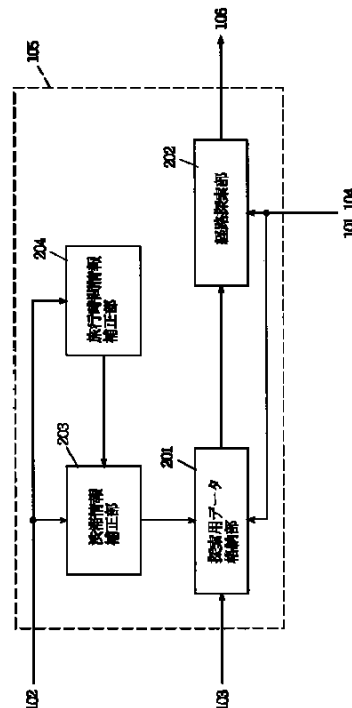 105
102
203
渋滞情報
補正部
204
旅行時間情報
補正部
106
103
201
探索用データ
格納部
202
経路探索部
101, 104